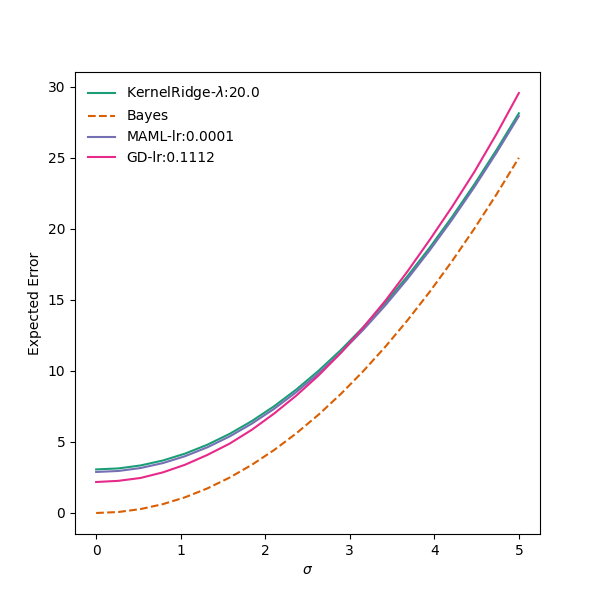 30
25
20
15
10
5
0
Expected Error
KernelRidge-λ:20.0
Bayes
MAML-lr:0.0001
GD-lr:0.1112
0 1 2 3 4 5
σ